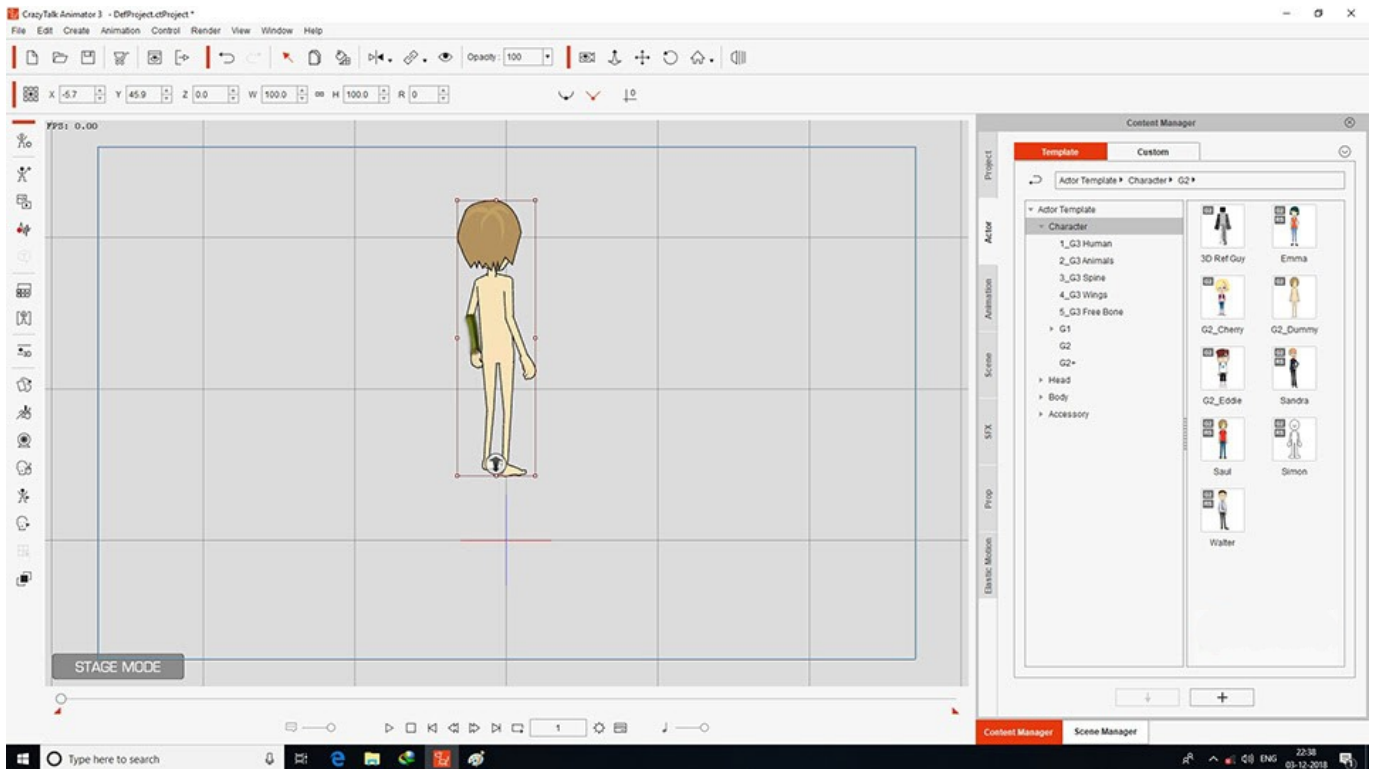 CrazyTalk Animator 3 - DefProject.ctProject *
File Edit Create Animation Control Render View Window Help
Opacity: 100
X -5.7 Y 45.9 Z 0.0 W 100.0 H 100.0 R 0
FPS: 0.00
Content Manager
Template Custom
Actor Template Character G2
Project
Actor
Animation
Scene
SFX
Prop
Elastic Motion
Actor Template
Character
1_G3 Human
2_G3 Animals
3_G3 Spine
4_G3 Wings
5_G3 Free Bone
G1
G2
G2+
Head
Body
Accessory
3D Ref Guy Emma
G2_Cherry G2_Dummy
G2_Eddie Sandra
Saul Simon
Walter
STAGE MODE
1
Content Manager Scene Manager
Type here to search
ENG 22:38
03-12-2018